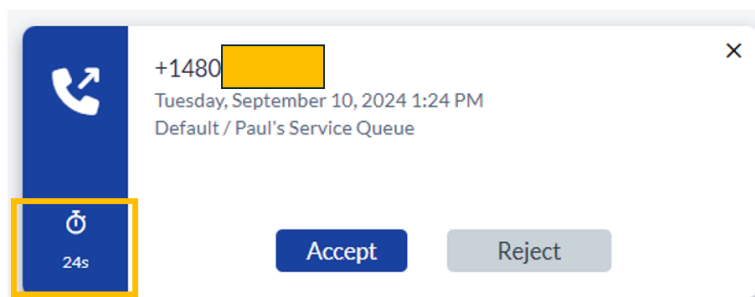 +1480
Tuesday, September 10, 2024 1:24 PM
Default / Paul's Service Queue
24s
Accept
Reject